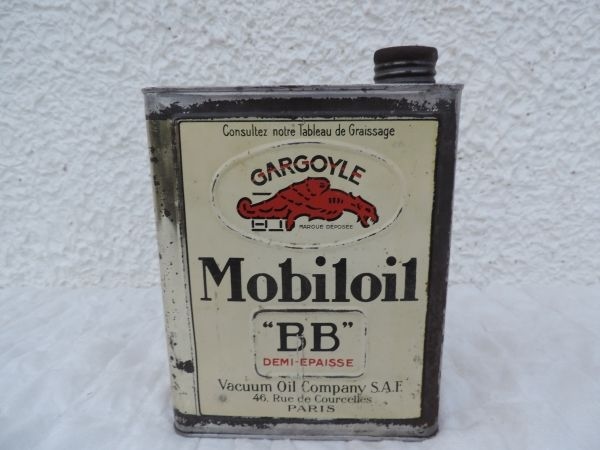 Consultez notre Tableau de Graissage
GARGOYLE
MARQUE DÉPOSÉE
Mobiloil
"BB"
DEMI-EPAISSE
Vacuum Oil Company S.A.F.
46, Rue de Courcelles
PARIS